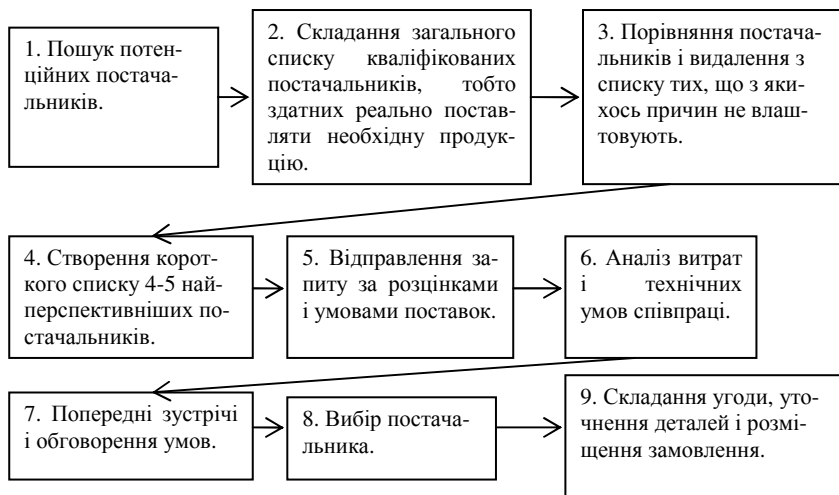 1. Пошук потен-
ційних постача-
льників.
2. Складання загального
списку кваліфікованих
постачальників, тобто
здатних реально постав-
ляти необхідну продук-
цію.
3. Порівняння постача-
льників і видалення з
списку тих, що з яки-
хось причин не влаш-
товують.
4. Створення корот-
кого списку 4-5 най-
перспективніших по-
стачальників.
5. Відправлення за-
питу за розцінками
і умовами поставок.
6. Аналіз витрат
і технічних
умов співпраці.
7. Попередні зустрічі
і обговорення умов.
8. Вибір постача-
льника.
9. Складання угоди, уто-
чнення деталей і розмі-
щення замовлення.